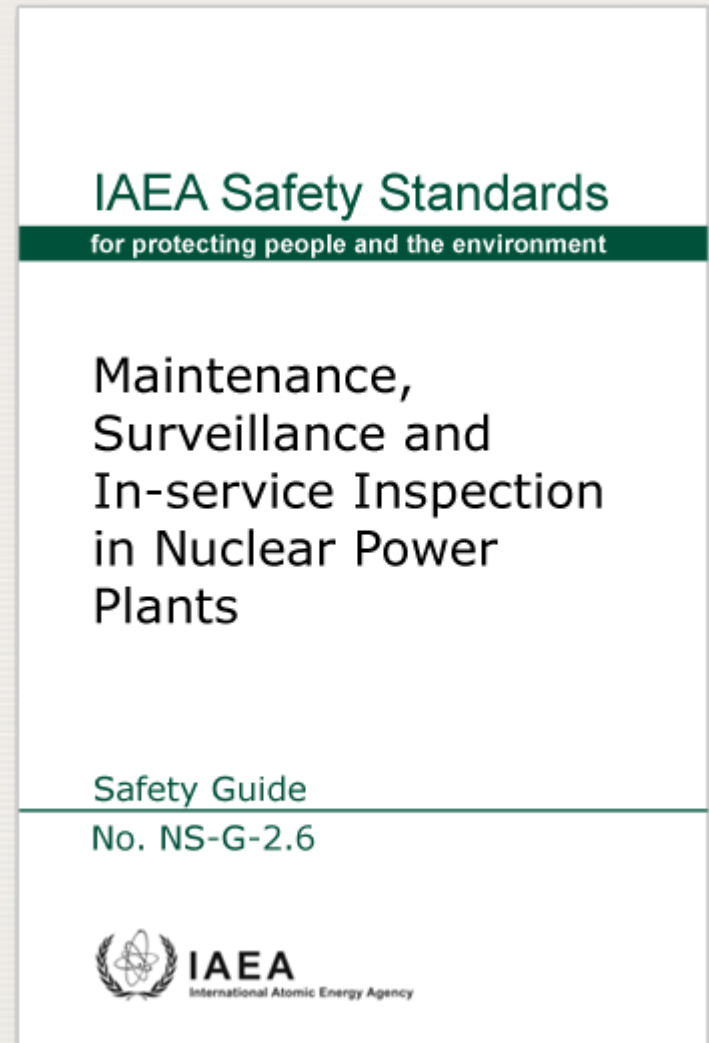 IAEA Safety Standards
for protecting people and the environment
Maintenance,
Surveillance and
In-service Inspection
in Nuclear Power
Plants
Safety Guide
No. NS-G-2.6
IAEA
International Atomic Energy Agency